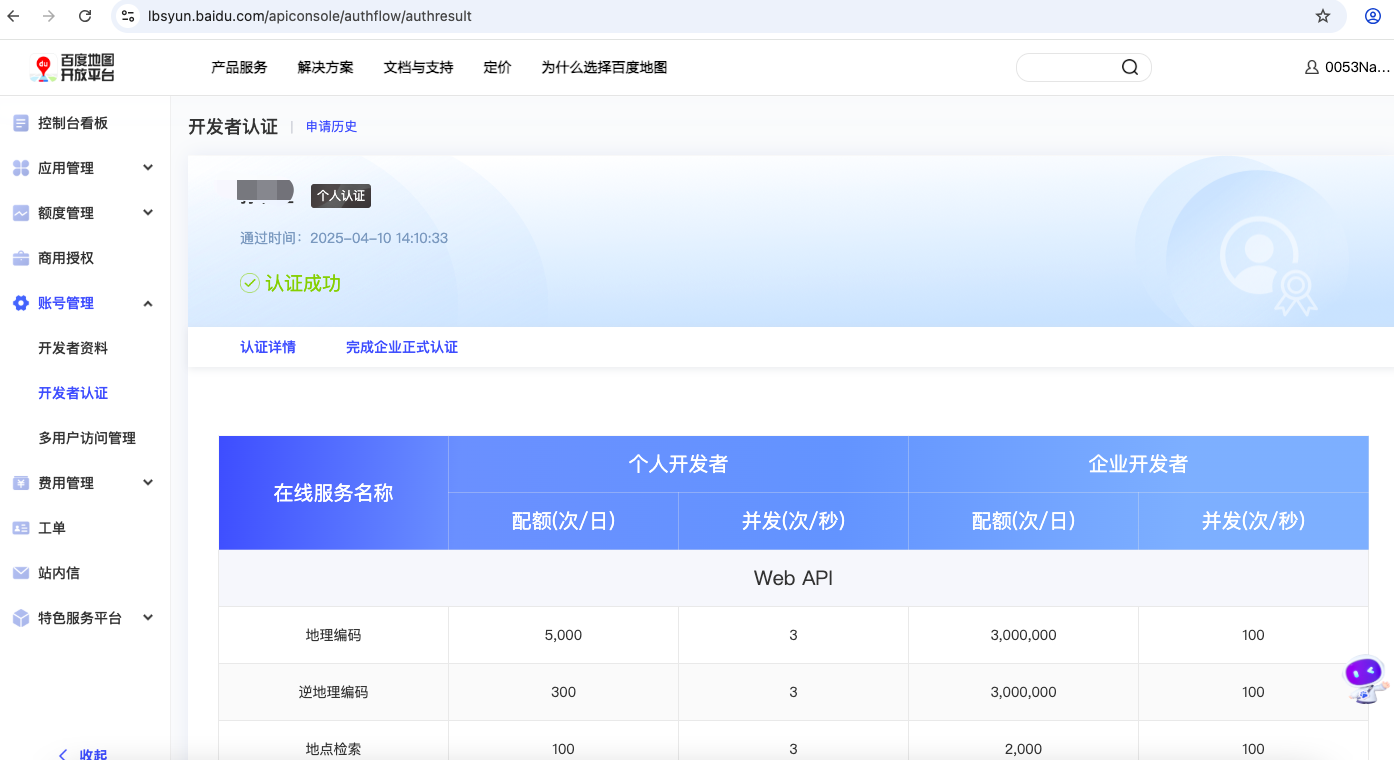 lbsyun.baidu.com/apiconsole/authflow/authresult
du 百度地图 开放平台
产品服务 解决方案 文档与支持 定价 为什么选择百度地图
0053Na...
控制台看板
应用管理
额度管理
商用授权
账号管理
开发者资料
开发者认证
多用户访问管理
费用管理
工单
站内信
特色服务平台
收起
开发者认证 | 申请历史
个人认证
通过时间：2025-04-10 14:10:33
认证成功
认证详情 完成企业正式认证
在线服务名称 个人开发者 企业开发者
配额(次/日) 并发(次/秒) 配额(次/日) 并发(次/秒)
Web API
地理编码 5,000 3 3,000,000 100
逆地理编码 300 3 3,000,000 100
地点检索 100 3 2,000 100